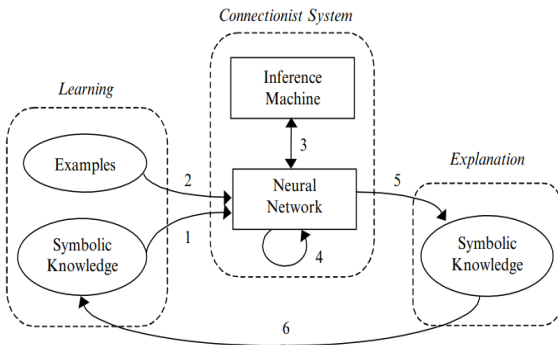 Connectionist System
Inference
Machine
Learning
3
Explanation
Examples
2
Neural
Network
5
1
Symbolic
Knowledge
4
Symbolic
Knowledge
6